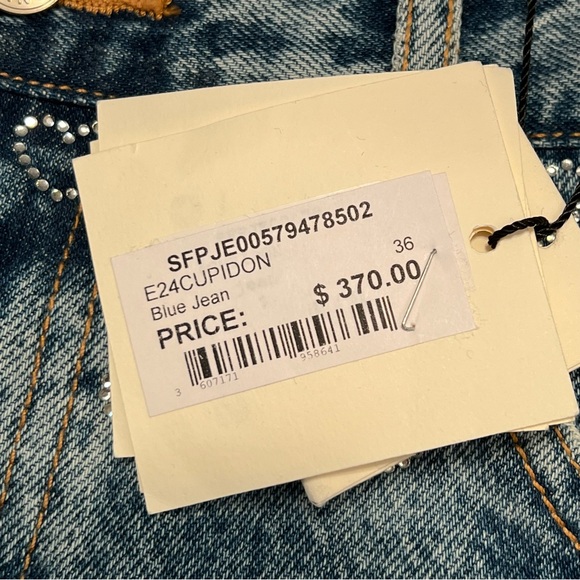 SFPJE00579478502
E24CUPIDON 36
Blue Jean
PRICE: $ 370.00
3 607171 958641